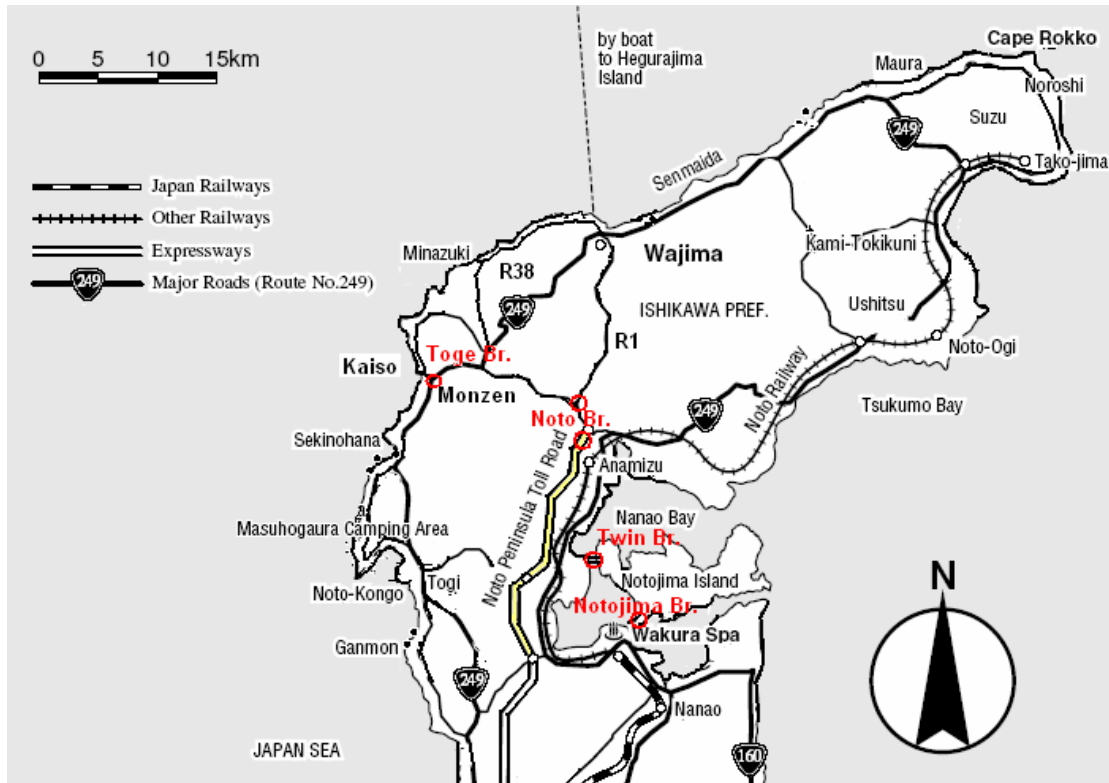 0 5 10 15km
by boat
to Hegurajima
Island
Cape Rokko
Maura
Noroshi
Suzu
249
Tako-jima
Senmaida
Japan Railways
Other Railways
Expressways
249 Major Roads (Route No.249)
Minazuki
R38
Wajima
Kami-Tokikuni
249
ISHIKAWA PREF.
Ushitsu
R1
Toge Br.
Kaiso
Monzen
Noto-Ogi
Noto Railway
249
Tsukumo Bay
Noto Br.
Sekinohana
Anamizu
Noto Peninsula Toll Road
Nanao Bay
Masuhogaura Camping Area
Twin Br.
Togi
Notojima Island
Noto-Kongo
Notojima Br.
N
Ganmon
Wakura Spa
249
Nanao
JAPAN SEA
160